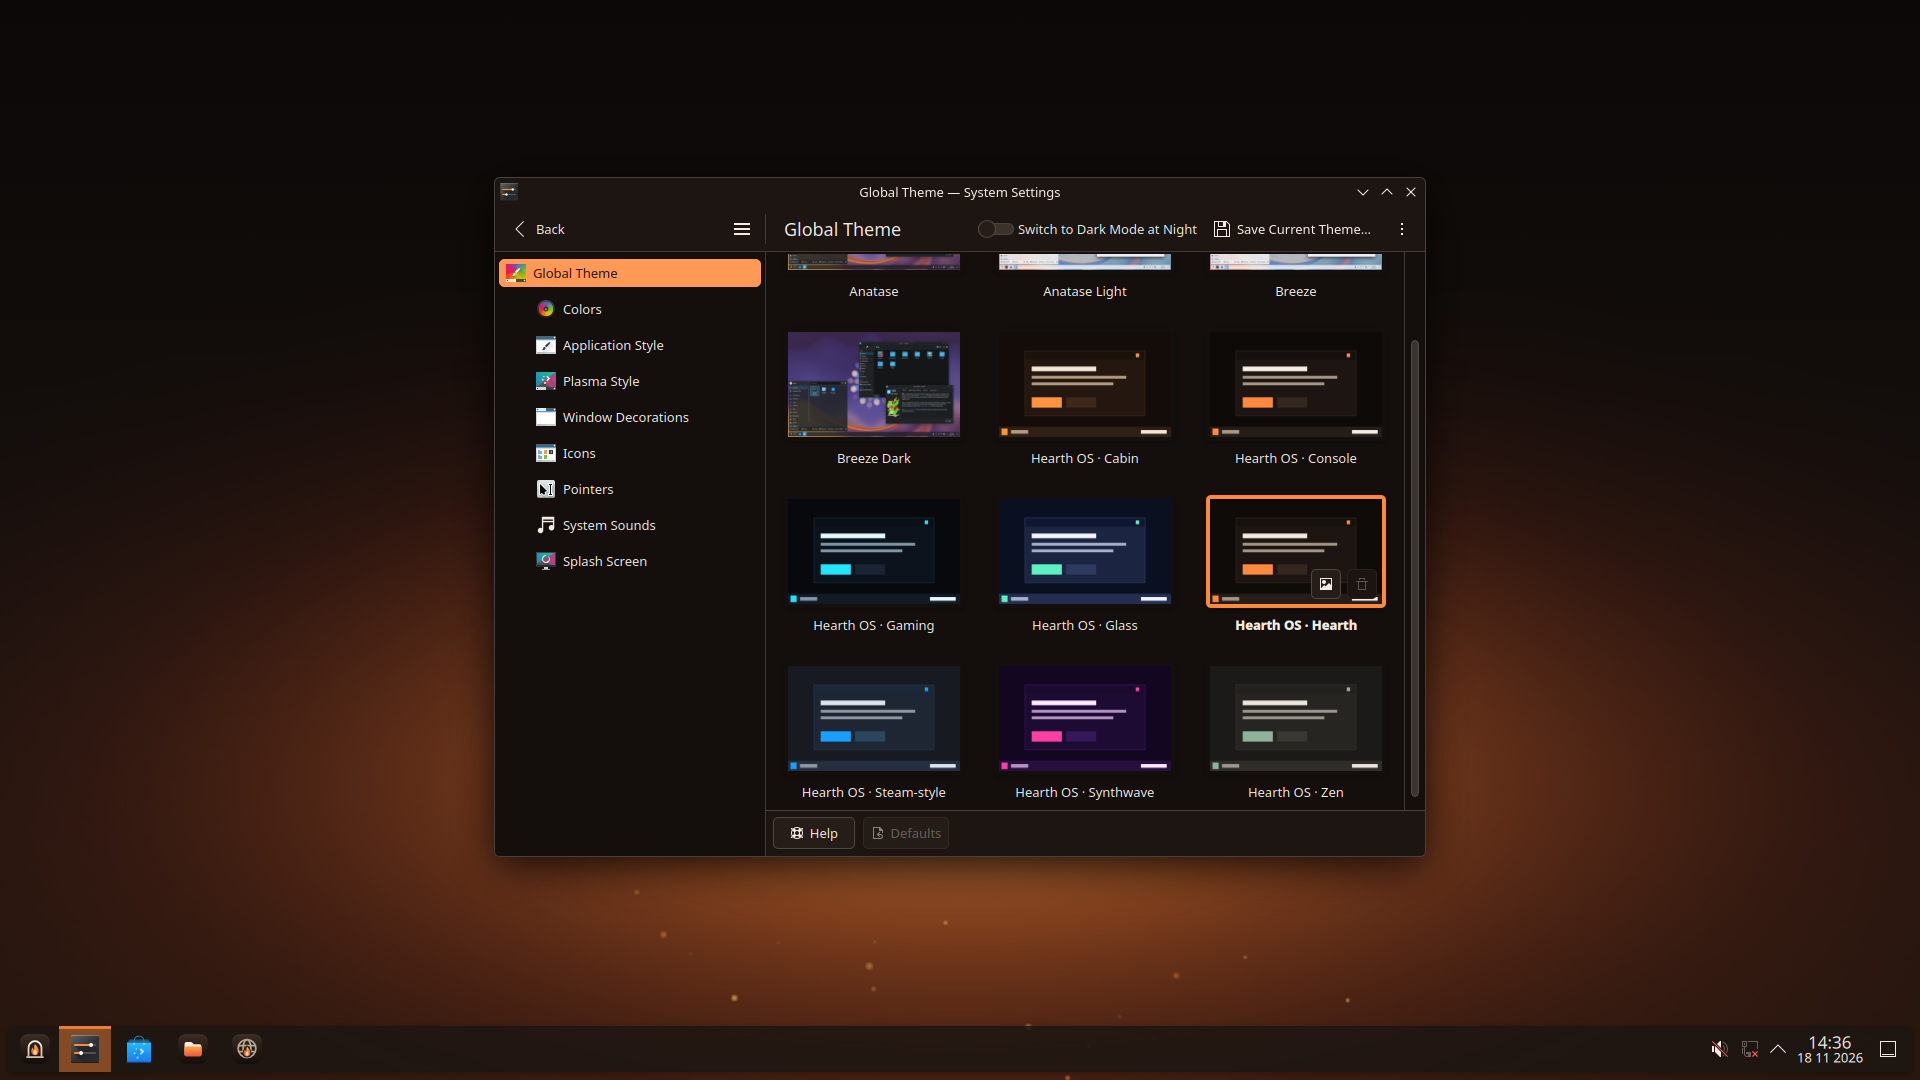 Global Theme — System Settings
Back
Global Theme
Switch to Dark Mode at Night
Save Current Theme...
Global Theme
Colors
Application Style
Plasma Style
Window Decorations
Icons
Pointers
System Sounds
Splash Screen
Anatase
Anatase Light
Breeze
Breeze Dark
Hearth OS · Cabin
Hearth OS · Console
Hearth OS · Gaming
Hearth OS · Glass
Hearth OS · Hearth
Hearth OS · Steam-style
Hearth OS · Synthwave
Hearth OS · Zen
Help
Defaults
14:36
18 11 2026